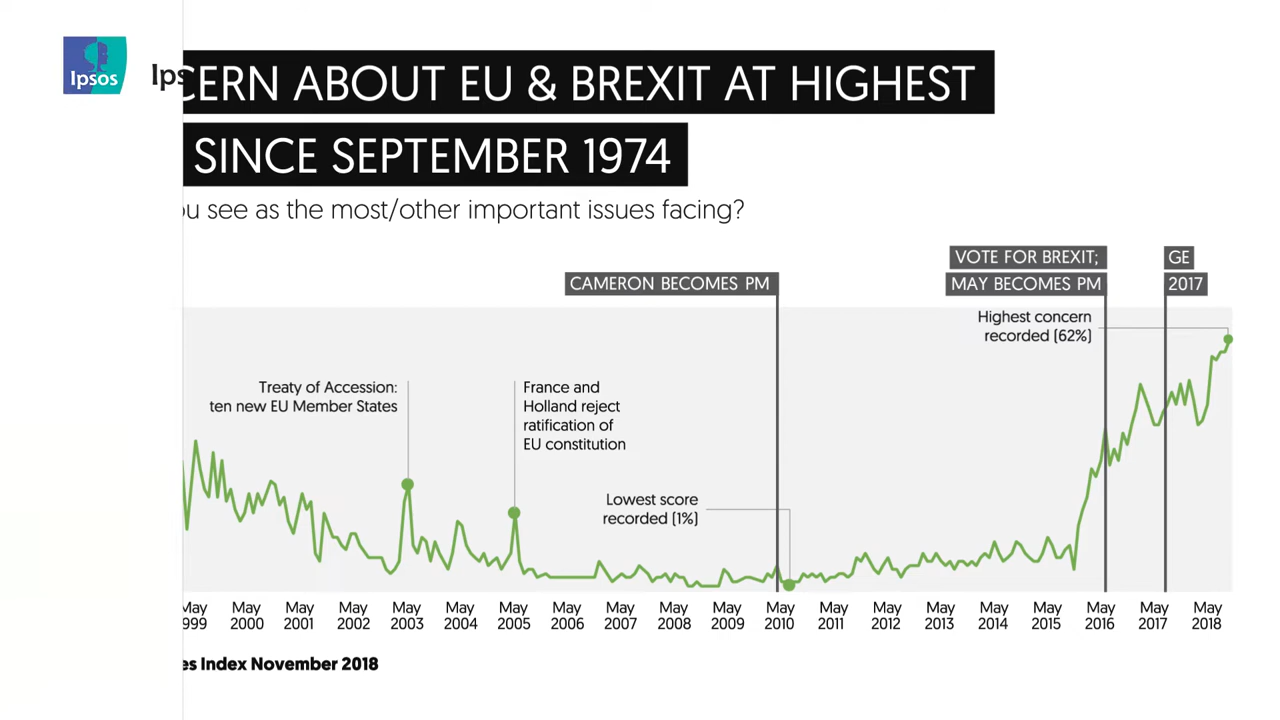 Ipsos
Ips
CERN ABOUT EU & BREXIT AT HIGHEST
SINCE SEPTEMBER 1974
ou see as the most/other important issues facing?
VOTE FOR BREXIT;
MAY BECOMES PM
GE
2017
CAMERON BECOMES PM
Highest concern
recorded (62%)
Treaty of Accession:
ten new EU Member States
France and
Holland reject
ratification of
EU constitution
Lowest score
recorded (1%)
May May May May May May May May May May May May May May May May May May May May
999 2000 2001 2002 2003 2004 2005 2006 2007 2008 2009 2010 2011 2012 2013 2014 2015 2016 2017 2018
es Index November 2018